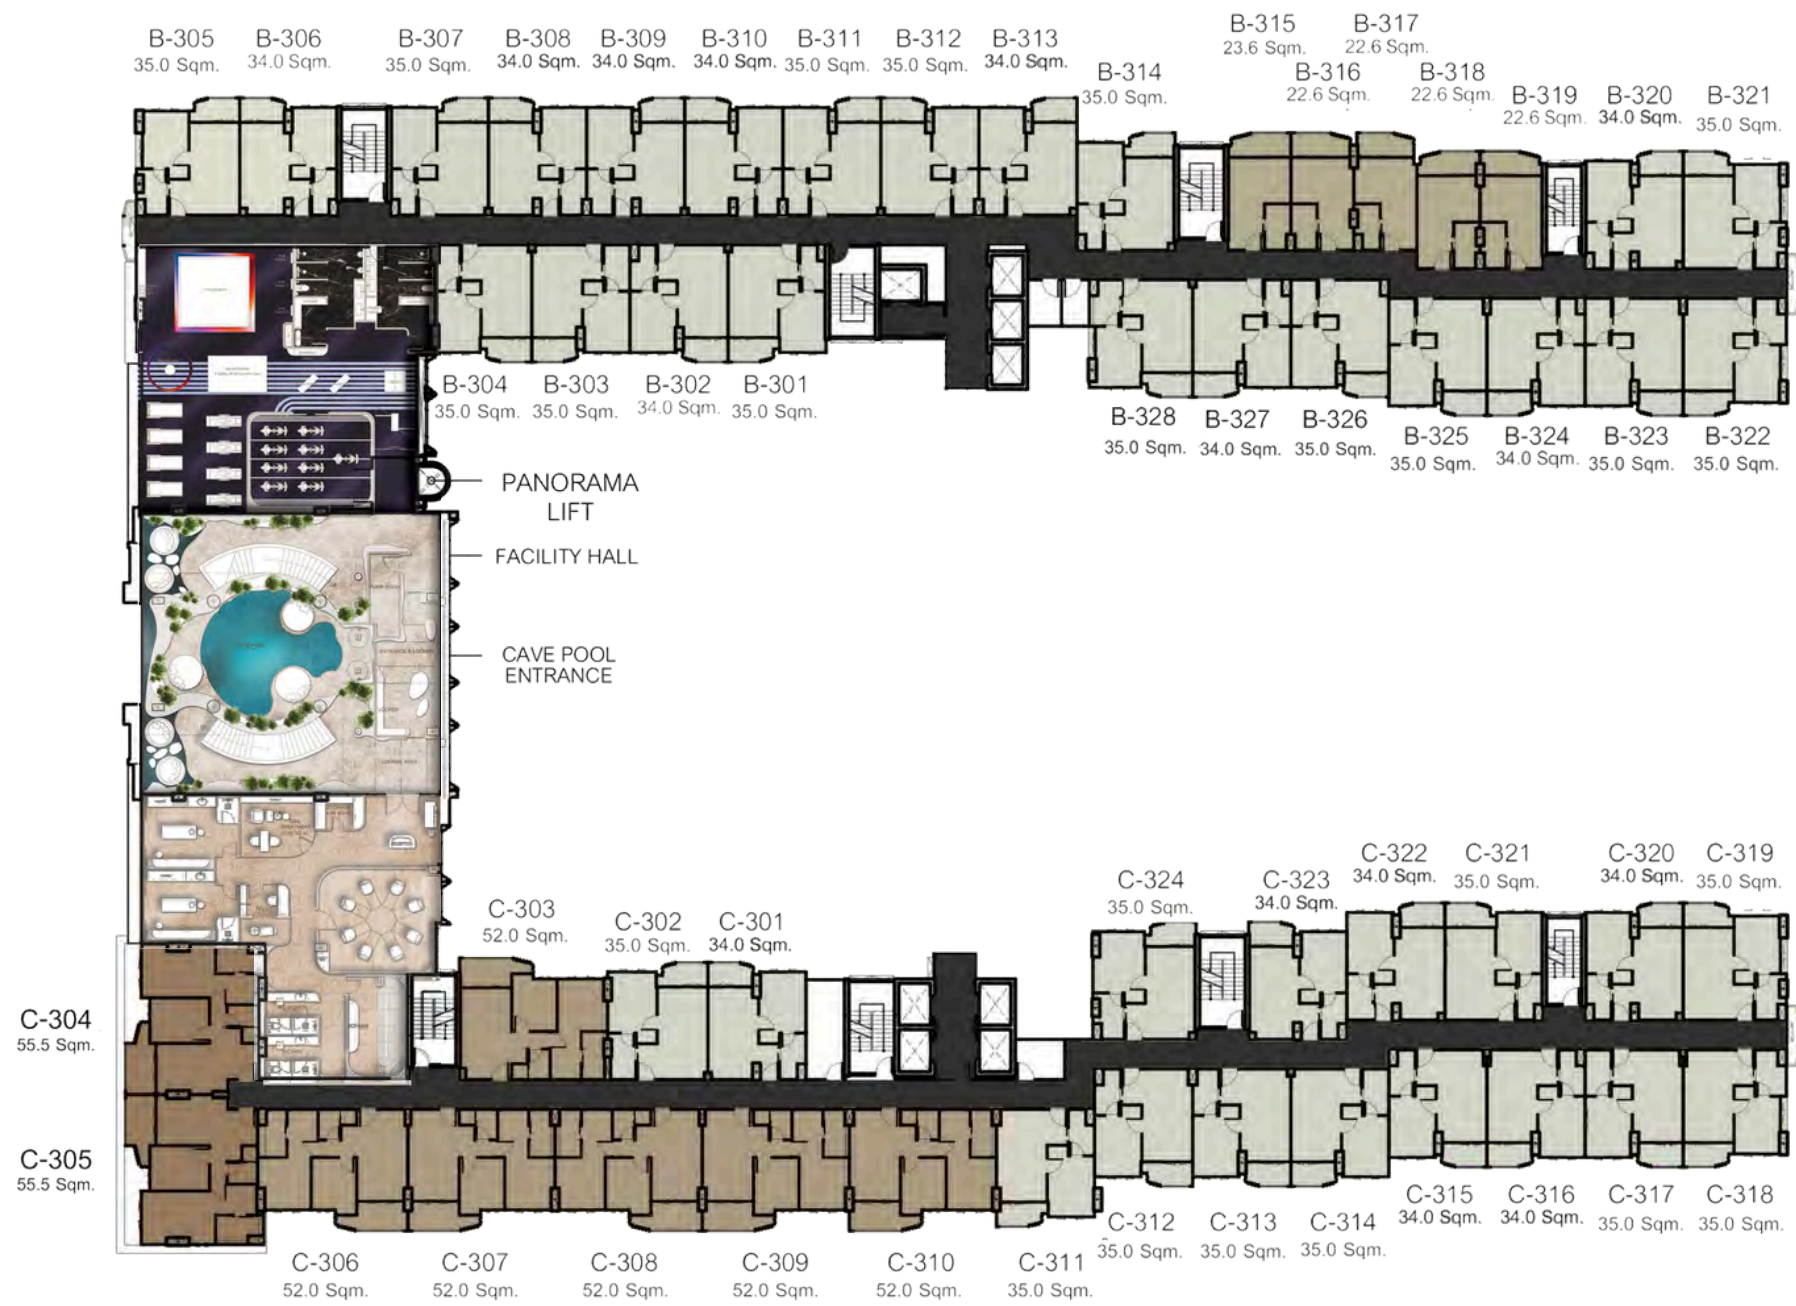 B-305
35.0 Sqm.
B-306
34.0 Sqm.
B-307
35.0 Sqm.
B-308
34.0 Sqm.
B-309
34.0 Sqm.
B-310
34.0 Sqm.
B-311
35.0 Sqm.
B-312
35.0 Sqm.
B-313
34.0 Sqm.
B-314
35.0 Sqm.
B-315
23.6 Sqm.
B-316
22.6 Sqm.
B-317
22.6 Sqm.
B-318
22.6 Sqm.
B-319
22.6 Sqm.
B-320
34.0 Sqm.
B-321
35.0 Sqm.
B-304
35.0 Sqm.
B-303
35.0 Sqm.
B-302
34.0 Sqm.
B-301
35.0 Sqm.
B-328
35.0 Sqm.
B-327
34.0 Sqm.
B-326
35.0 Sqm.
B-325
35.0 Sqm.
B-324
34.0 Sqm.
B-323
35.0 Sqm.
B-322
35.0 Sqm.
PANORAMA
LIFT
FACILITY HALL
CAVE POOL
ENTRANCE
C-303
52.0 Sqm.
C-302
35.0 Sqm.
C-301
34.0 Sqm.
C-324
35.0 Sqm.
C-323
34.0 Sqm.
C-322
34.0 Sqm.
C-321
35.0 Sqm.
C-320
34.0 Sqm.
C-319
35.0 Sqm.
C-304
55.5 Sqm.
C-305
55.5 Sqm.
C-306
52.0 Sqm.
C-307
52.0 Sqm.
C-308
52.0 Sqm.
C-309
52.0 Sqm.
C-310
52.0 Sqm.
C-311
35.0 Sqm.
C-312
35.0 Sqm.
C-313
35.0 Sqm.
C-314
35.0 Sqm.
C-315
34.0 Sqm.
C-316
34.0 Sqm.
C-317
35.0 Sqm.
C-318
35.0 Sqm.